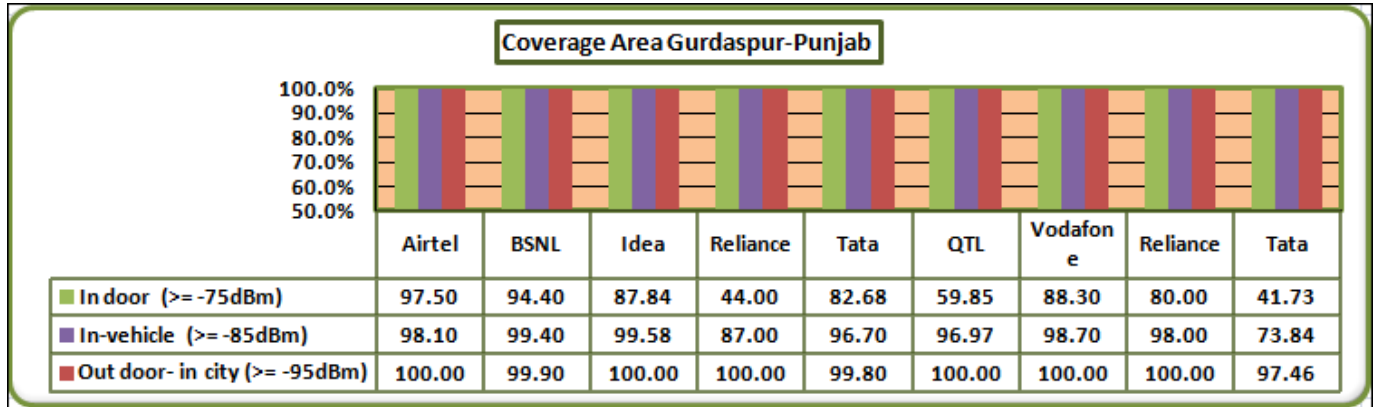 Coverage Area Gurdaspur-Punjab
100.0%
90.0%
80.0%
70.0%
60.0%
50.0%
Airtel BSNL Idea Reliance Tata QTL Vodafon
e Reliance Tata
In door (>= -75dBm) 97.50 94.40 87.84 44.00 82.68 59.85 88.30 80.00 41.73
In-vehicle (>= -85dBm) 98.10 99.40 99.58 87.00 96.70 96.97 98.70 98.00 73.84
Out door- in city (>= -95dBm) 100.00 99.90 100.00 100.00 99.80 100.00 100.00 100.00 97.46